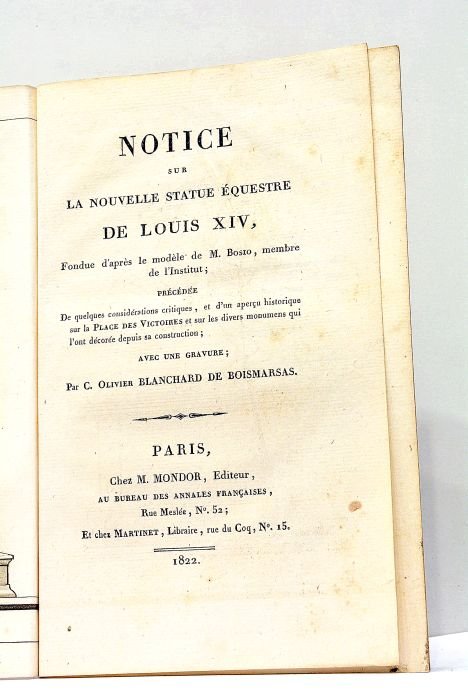 NOTICE
SUR
LA NOUVELLE STATUE ÉQUESTRE
DE LOUIS XIV,
Fondue d'après le modèle de M. Bosio, membre
de l'Institut;
PRÉCÉDÉE
De quelques considérations critiques, et d'un aperçu historique
sur la Place des Victoires et sur les divers monumens qui
l'ont décorée depuis sa construction;
AVEC UNE GRAVURE;
Par C. Olivier BLANCHARD DE BOISMARSAS.
PARIS,
Chez M. MONDOR, Editeur,
AU BUREAU DES ANNALES FRANÇAISES,
Rue Meslée, N°. 52;
Et chez Martinet, Libraire, rue du Coq, N°. 15.
1822.